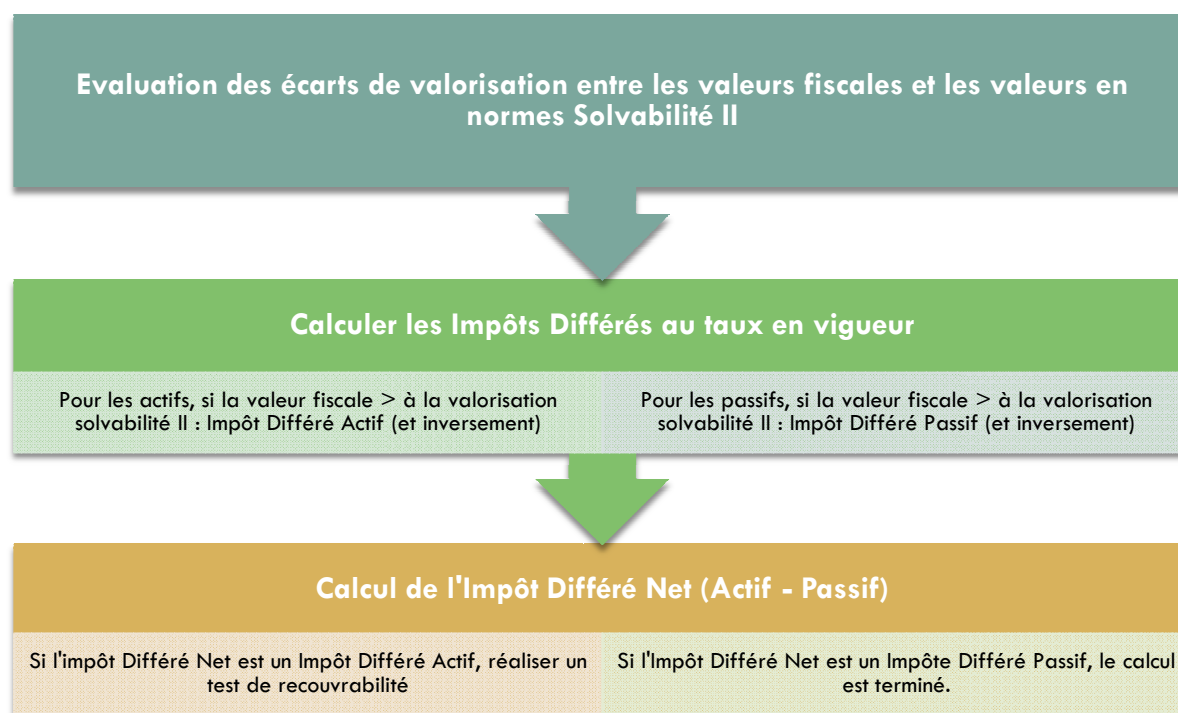 Evaluation des écarts de valorisation entre les valeurs fiscales et les valeurs en
normes Solvabilité II
Calculer les Impôts Différés au taux en vigueur
Pour les actifs, si la valeur fiscale > à la valorisation
solvabilité II : Impôt Différé Actif (et inversement)
Pour les passifs, si la valeur fiscale > à la valorisation
solvabilité II : Impôt Différé Passif (et inversement)
Calcul de l'Impôt Différé Net (Actif - Passif)
Si l'impôt Différé Net est un Impôt Différé Actif, réaliser un
test de recouvrabilité
Si l'Impôt Différé Net est un Impôte Différé Passif, le calcul
est terminé.